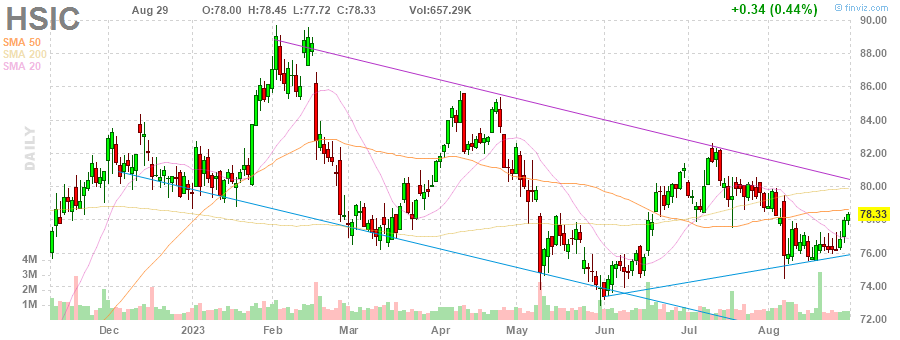 HSIC
Aug 29 O:78.00 H:78.45 L:77.72 C:78.33 Vol:657.29K +0.34 (0.44%)
© finviz.com
SMA 50
SMA 200
SMA 20
DAILY
90.00
88.00
86.00
84.00
82.00
80.00
78.33
76.00
74.00
72.00
4M
3M
2M
1M
Dec 2023 Feb Mar Apr May Jun Jul Aug